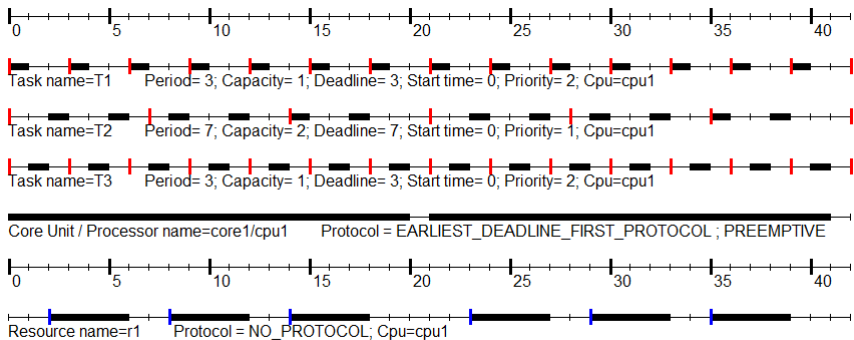 0 5 10 15 20 25 30 35 40
Task name=T1 Period= 3; Capacity= 1; Deadline= 3; Start time= 0; Priority= 2; Cpu=cpu1
Task name=T2 Period= 7; Capacity= 2; Deadline= 7; Start time= 0; Priority= 1; Cpu=cpu1
Task name=T3 Period= 3; Capacity= 1; Deadline= 3; Start time= 0; Priority= 2; Cpu=cpu1
Core Unit / Processor name=core1/cpu1 Protocol = EARLIEST_DEADLINE_FIRST_PROTOCOL ; PREEMPTIVE
0 5 10 15 20 25 30 35 40
Resource name=r1 Protocol = NO_PROTOCOL; Cpu=cpu1